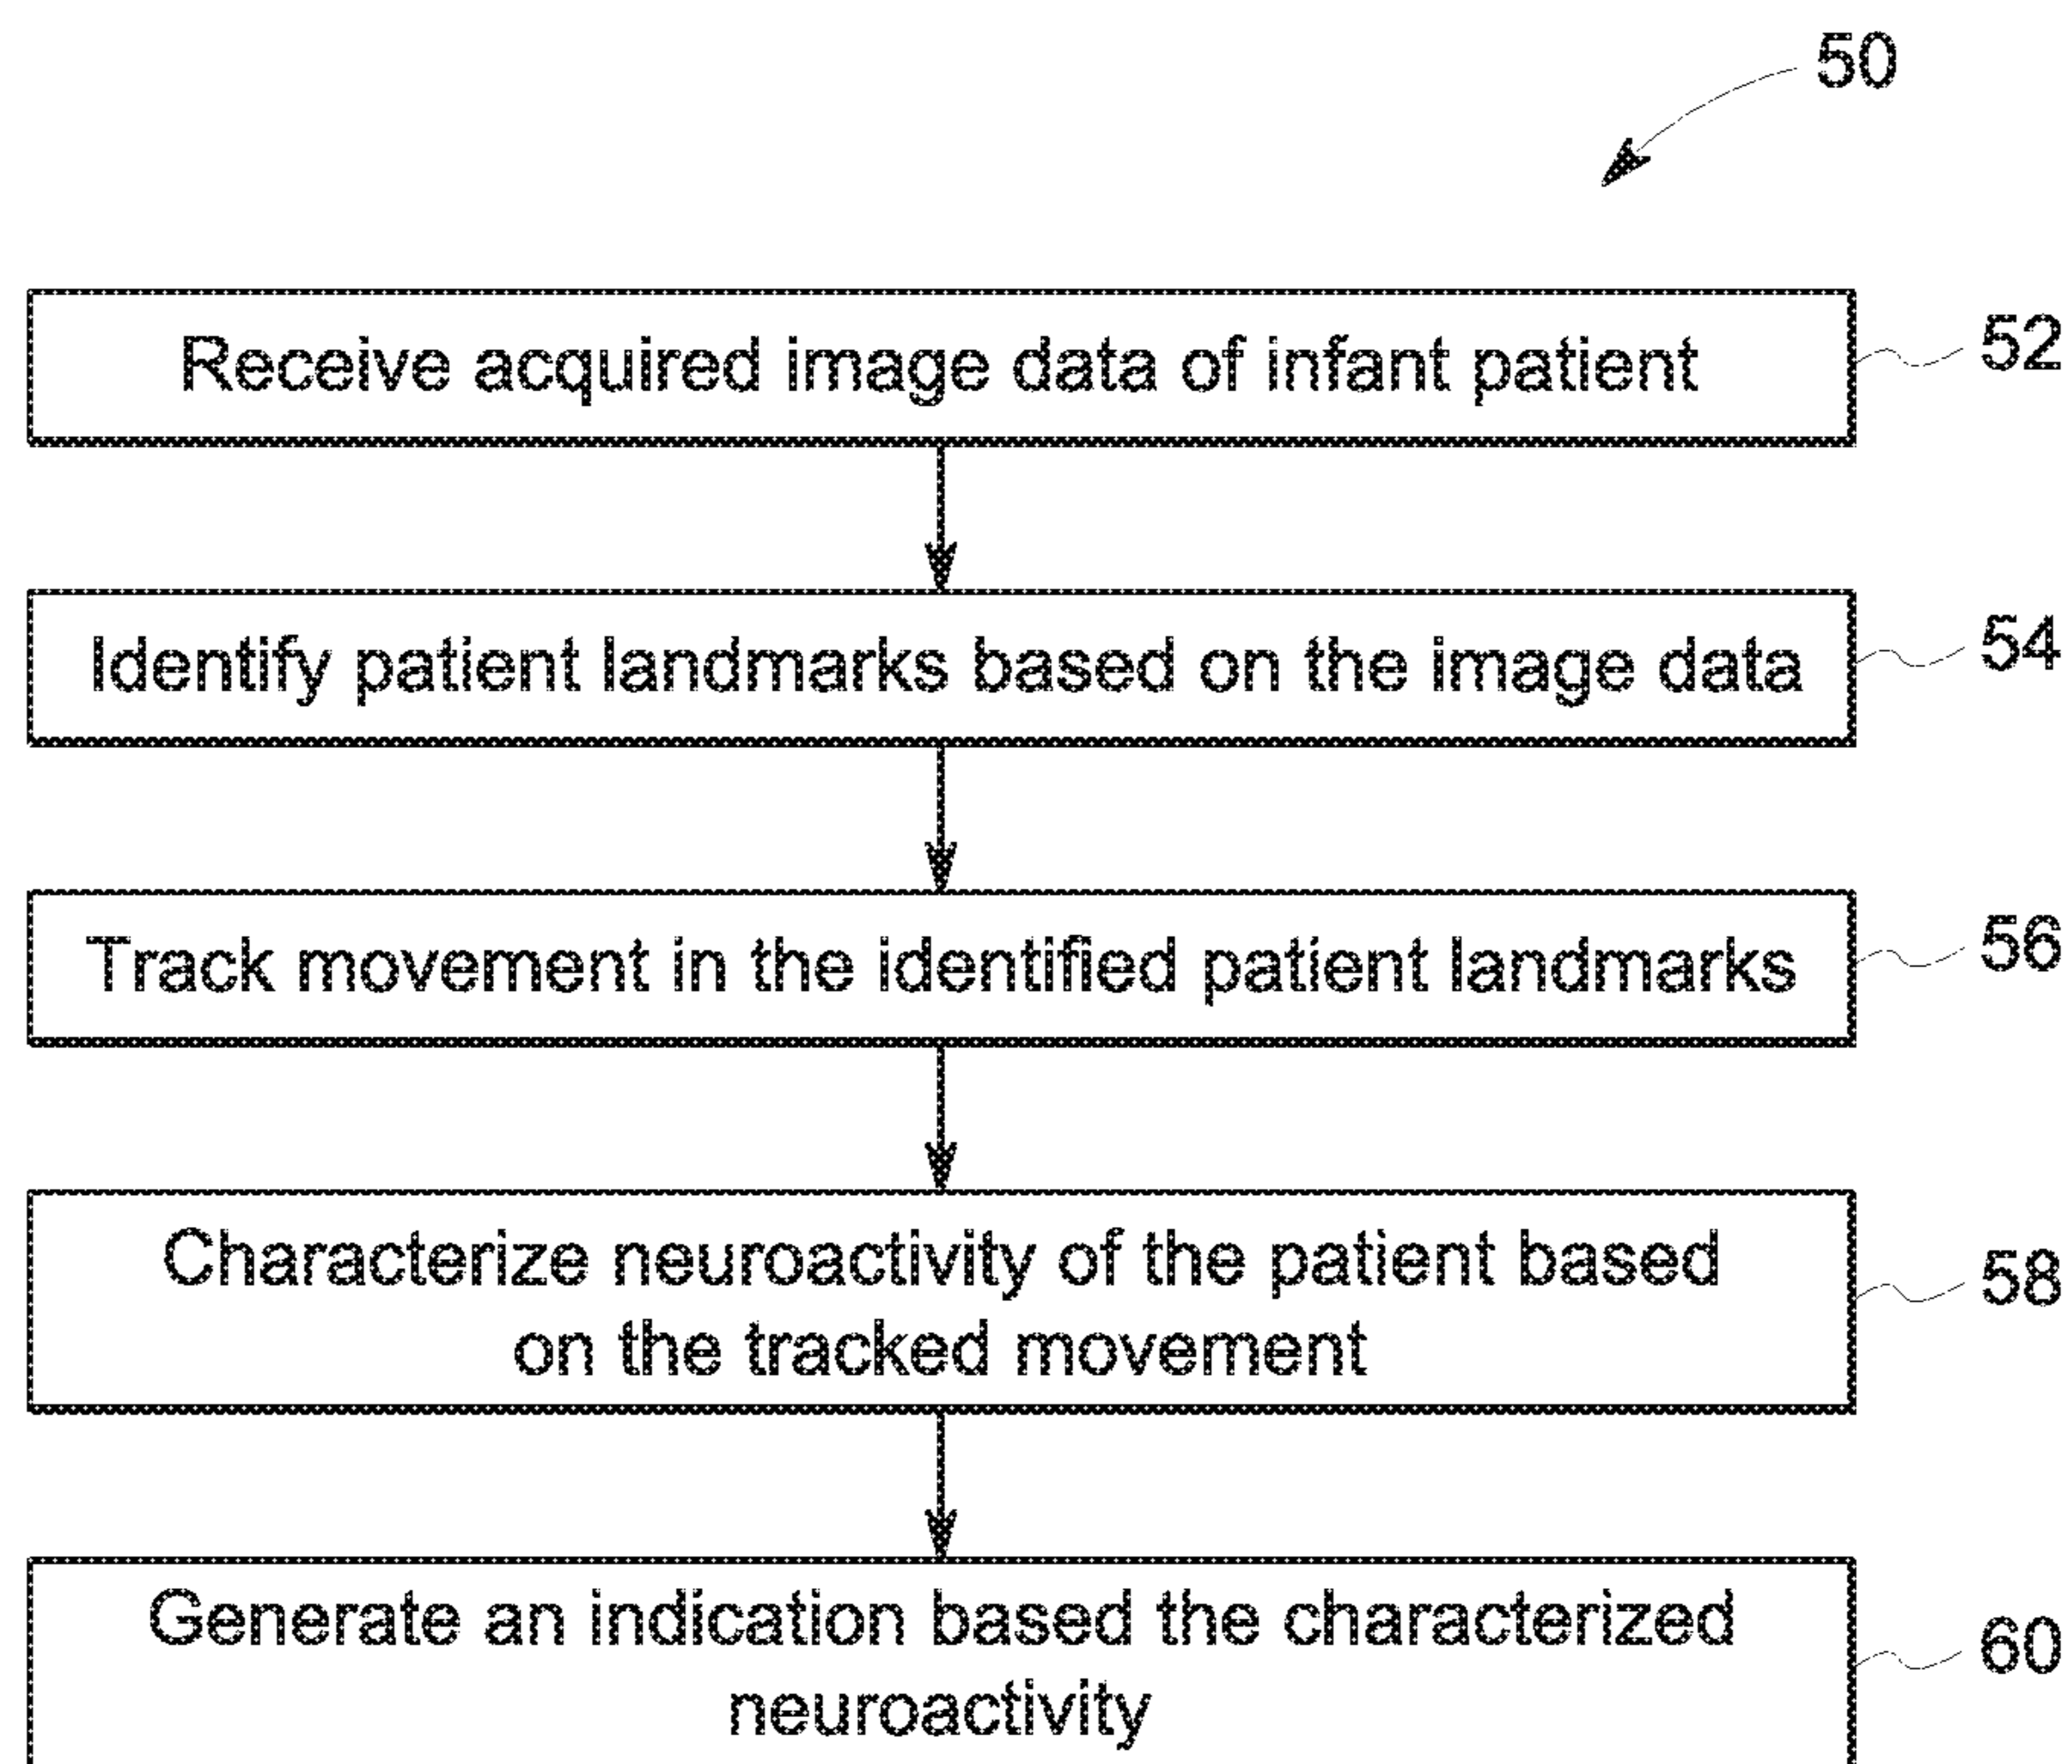 50
Receive acquired image data of infant patient
52
Identify patient landmarks based on the image data
54
Track movement in the identified patient landmarks
56
Characterize neuroactivity of the patient based
on the tracked movement
58
Generate an indication based the characterized
neuroactivity
60